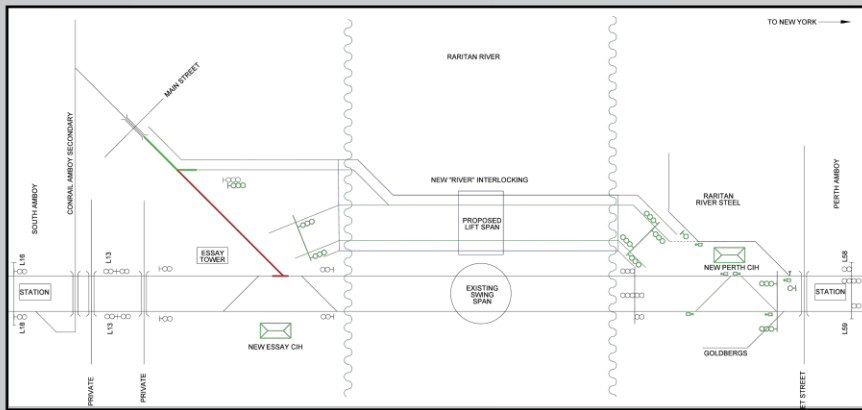 TO NEW YORK
RARITAN RIVER
MAIN STREET
CONRAIL AMBOY SECONDARY
SOUTH AMBOY
NEW "RIVER" INTERLOCKING
PROPOSED
LIFT SPAN
RARITAN
RIVER STEEL
PERTH AMBOY
ESSAY
TOWER
NEW PERTH CIH
L16
L13
L58
STATION
EXISTING
SWING
SPAN
STATION
L18
L13
L59
NEW ESSAY CIH
GOLDBERGS
PRIVATE
PRIVATE
ET STREET